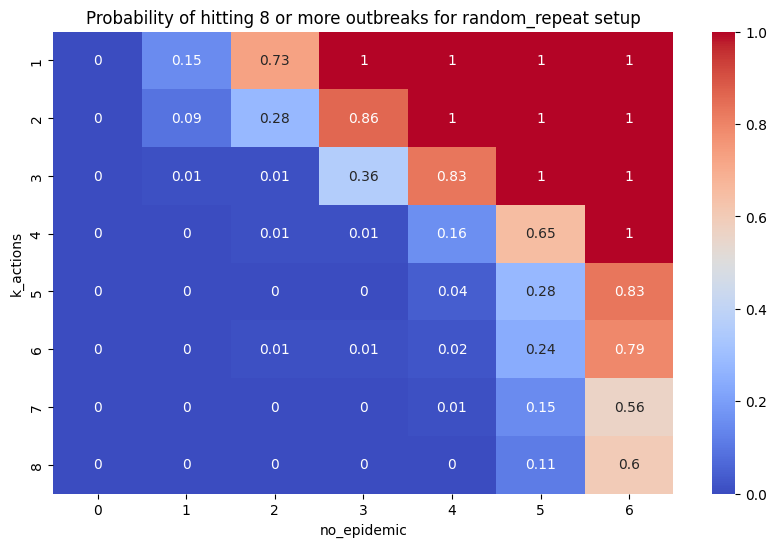 Probability of hitting 8 or more outbreaks for random_repeat setup
1 0 0.15 0.73 1 1 1 1
2 0 0.09 0.28 0.86 1 1 1
3 0 0.01 0.01 0.36 0.83 1 1
4 0 0 0.01 0.01 0.16 0.65 1
5 0 0 0 0 0.04 0.28 0.83
6 0 0 0.01 0.01 0.02 0.24 0.79
7 0 0 0 0 0.01 0.15 0.56
8 0 0 0 0 0 0.11 0.6
0 1 2 3 4 5 6
no_epidemic
k_actions
1.0
0.8
0.6
0.4
0.2
0.0